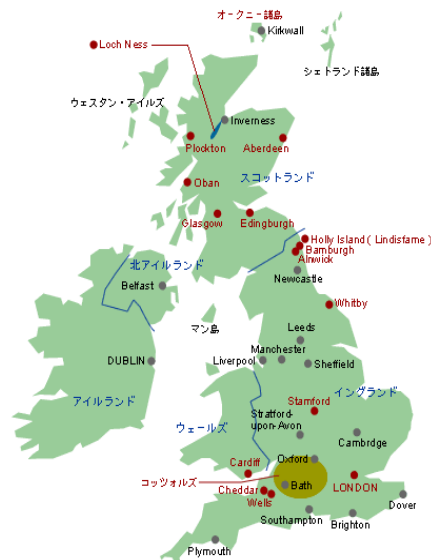 オークニー諸島
Kirkwall
Loch Ness
シェトランド諸島
ウェスタン・アイルズ
Inverness
Plockton
Aberdeen
スコットランド
Oban
Glasgow
Edingburgh
Holly Island ( Lindisfarne )
Bamburgh
Alnwick
北アイルランド
Newcastle
Belfast
Whitby
マン島
Leeds
Manchester
DUBLIN
Liverpool
Sheffield
アイルランド
イングランド
Stamford
ウェールズ
Stratford-
upon-Avon
Cambrdge
Oxford
Cardiff
コッツォルズ
Bath
LONDON
Cheddar
Wells
Dover
Southampton
Brighton
Plymouth